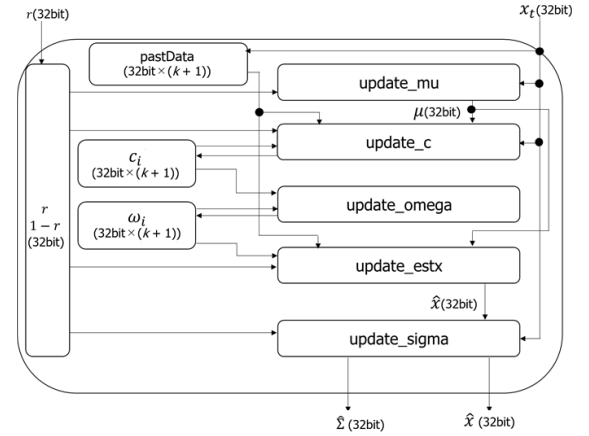 r(32bit)
x_t(32bit)
pastData
(32bit×(k + 1))
update_mu
μ(32bit)
update_c
c_i
(32bit×(k + 1))
r
1 − r
(32bit)
update_omega
ω_i
(32bit×(k + 1))
update_estx
x̂(32bit)
update_sigma
Σ̂ (32bit)
x̂ (32bit)